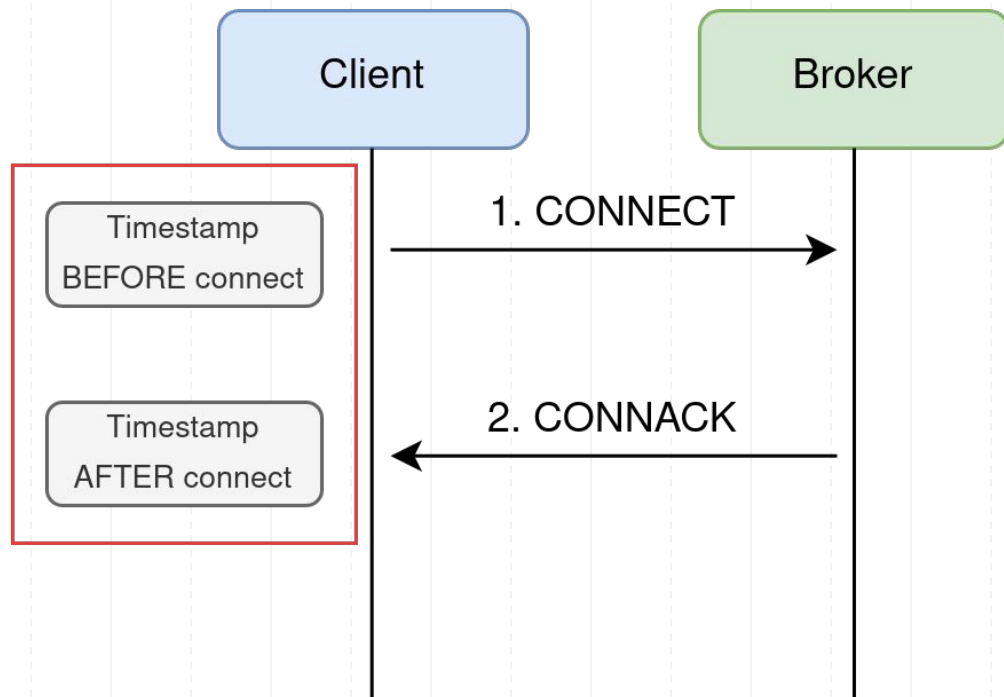 Client
Broker
Timestamp
BEFORE connect
1. CONNECT
Timestamp
AFTER connect
2. CONNACK